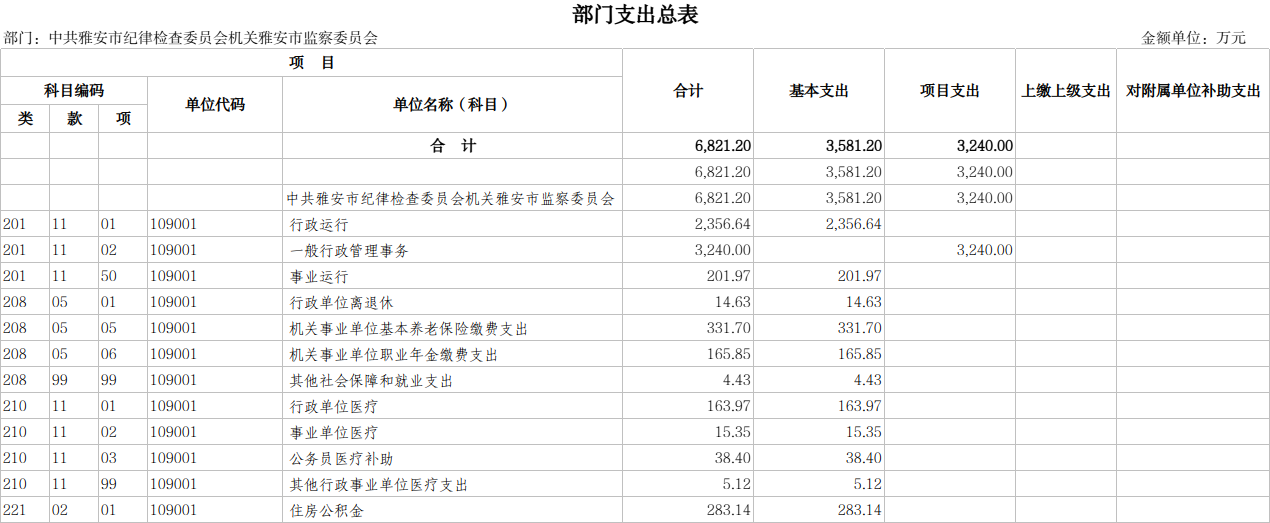 部门支出总表
部门：中共雅安市纪律检查委员会机关雅安市监察委员会 金额单位：万元
项 目
科目编码 单位代码 单位名称（科目） 合计 基本支出 项目支出 上缴上级支出 对附属单位补助支出
类 款 项
合 计 6,821.20 3,581.20 3,240.00
6,821.20 3,581.20 3,240.00
中共雅安市纪律检查委员会机关雅安市监察委员会 6,821.20 3,581.20 3,240.00
201 11 01 109001 行政运行 2,356.64 2,356.64
201 11 02 109001 一般行政管理事务 3,240.00 3,240.00
201 11 50 109001 事业运行 201.97 201.97
208 05 01 109001 行政单位离退休 14.63 14.63
208 05 05 109001 机关事业单位基本养老保险缴费支出 331.70 331.70
208 05 06 109001 机关事业单位职业年金缴费支出 165.85 165.85
208 99 99 109001 其他社会保障和就业支出 4.43 4.43
210 11 01 109001 行政单位医疗 163.97 163.97
210 11 02 109001 事业单位医疗 15.35 15.35
210 11 03 109001 公务员医疗补助 38.40 38.40
210 11 99 109001 其他行政事业单位医疗支出 5.12 5.12
221 02 01 109001 住房公积金 283.14 283.14